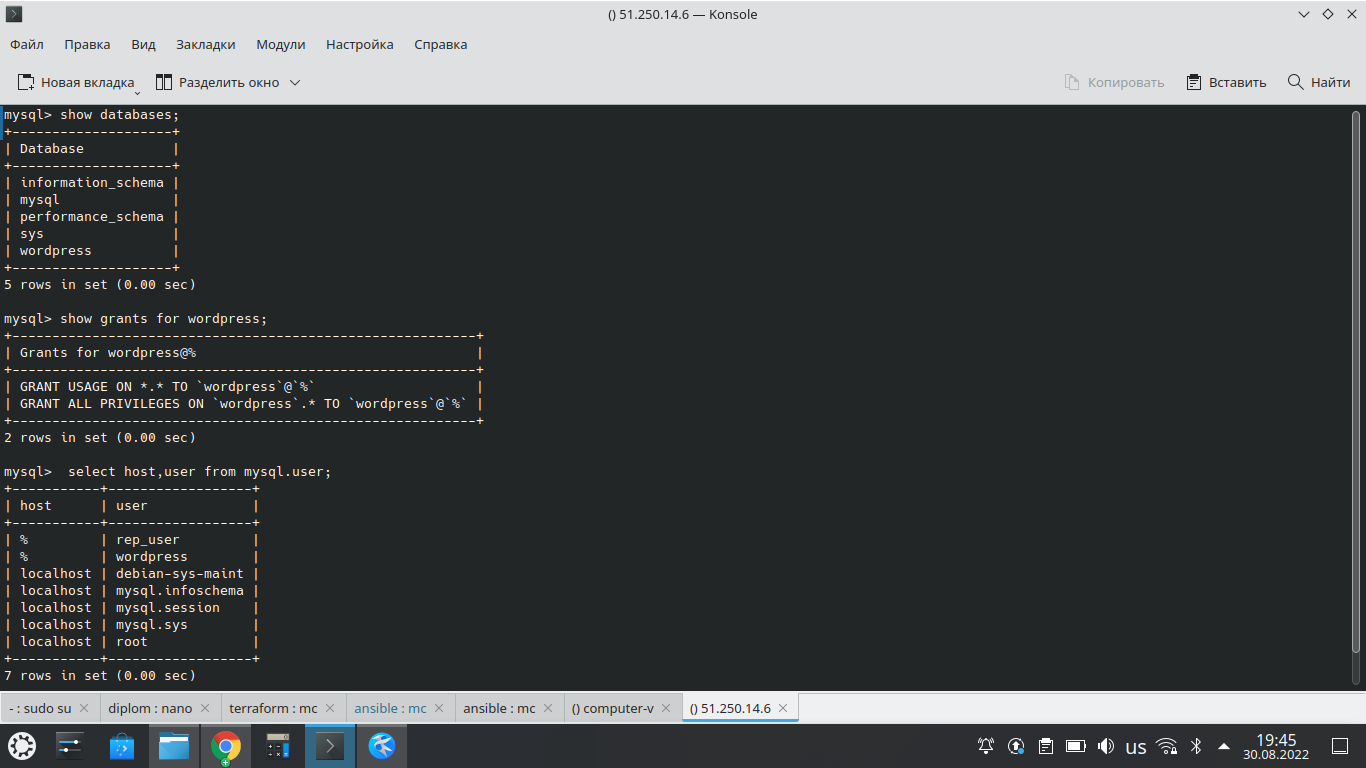 () 51.250.14.6 — Konsole
Файл Правка Вид Закладки Модули Настройка Справка
Новая вкладка Разделить окно Копировать Вставить Найти
mysql> show databases;
+--------------------+
| Database           |
+--------------------+
| information_schema |
| mysql              |
| performance_schema |
| sys                |
| wordpress          |
+--------------------+
5 rows in set (0.00 sec)
mysql> show grants for wordpress;
+----------------------------------------------------------+
| Grants for wordpress@%                                   |
+----------------------------------------------------------+
| GRANT USAGE ON *.* TO `wordpress`@`%`                    |
| GRANT ALL PRIVILEGES ON `wordpress`.* TO `wordpress`@`%` |
+----------------------------------------------------------+
2 rows in set (0.00 sec)
mysql>  select host,user from mysql.user;
+-----------+------------------+
| host      | user             |
+-----------+------------------+
| %         | rep_user         |
| %         | wordpress        |
| localhost | debian-sys-maint |
| localhost | mysql.infoschema |
| localhost | mysql.session    |
| localhost | mysql.sys        |
| localhost | root             |
+-----------+------------------+
7 rows in set (0.00 sec)
- : sudo su diplom : nano terraform : mc ansible : mc ansible : mc () computer-v () 51.250.14.6
us 19:45
30.08.2022